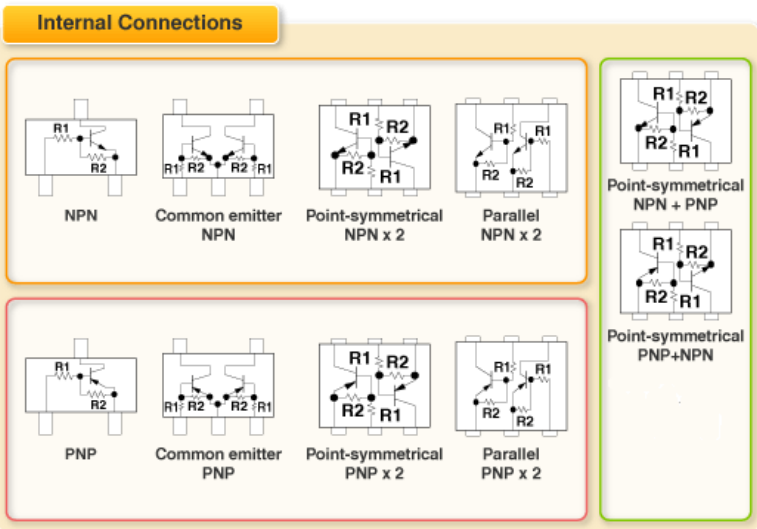 Internal Connections
R1
R2
NPN
R1 R2 R2 R1
Common emitter
NPN
R1 R2
R2 R1
Point-symmetrical
NPN x 2
R1 R1
R2
R2
Parallel
NPN x 2
R1
R2
PNP
R1 R2 R2 R1
Common emitter
PNP
R1 R2
R2 R1
Point-symmetrical
PNP x 2
R1 R1
R2
R2
Parallel
PNP x 2
R1 R2
R2 R1
Point-symmetrical
NPN + PNP
R1 R2
R2 R1
Point-symmetrical
PNP+NPN